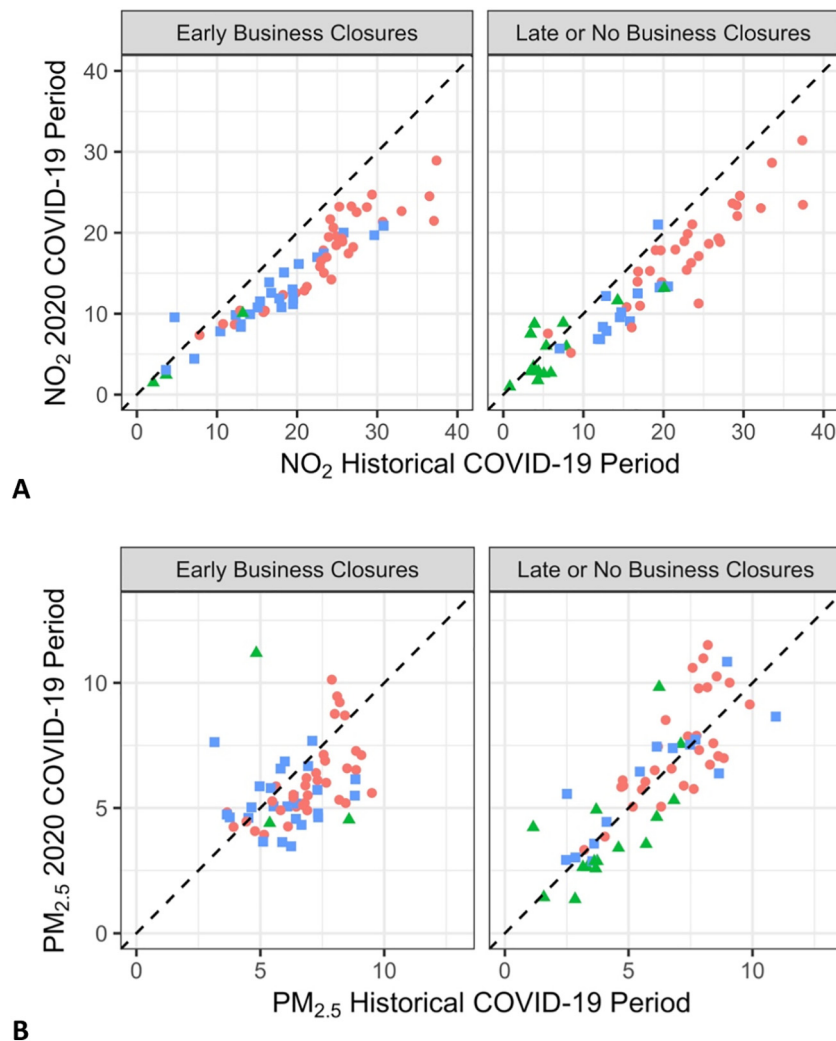 Early Business Closures
Late or No Business Closures
NO₂ 2020 COVID-19 Period
40
30
20
10
0
0 10 20 30 40
0 10 20 30 40
NO₂ Historical COVID-19 Period
A
Early Business Closures
Late or No Business Closures
PM₂.₅ 2020 COVID-19 Period
10
5
0
0 5 10
0 5 10
PM₂.₅ Historical COVID-19 Period
B